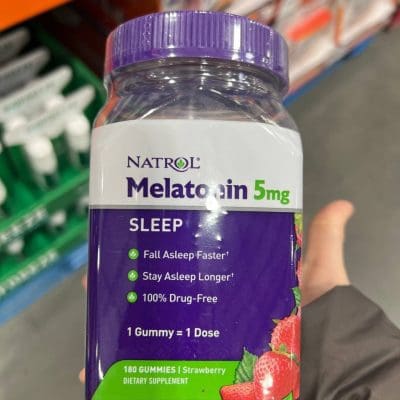 NATROL®
Melatonin 5mg
SLEEP
Fall Asleep Faster†
Stay Asleep Longer†
100% Drug-Free
1 Gummy = 1 Dose
180 GUMMIES | Strawberry
DIETARY SUPPLEMENT